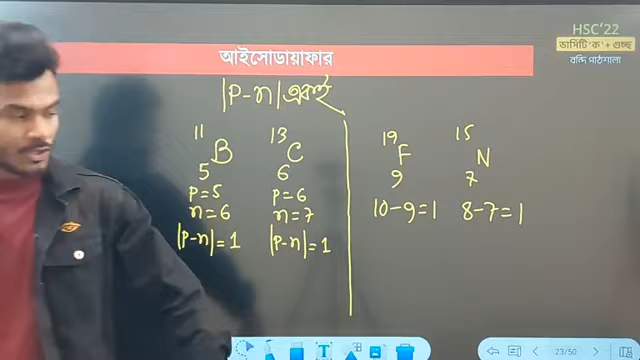 HSC'22
ভার্সিটি 'ক' + গুচ্ছ
বন্দি পাঠশালা
আইসোডায়াফার
|P-n| একই
11 B 5
13 C 6
P=5
n=6
|P-n|=1
P=6
n=7
|P-n|=1
19 F 9
15 N 7
10-9=1
8-7=1
23/50